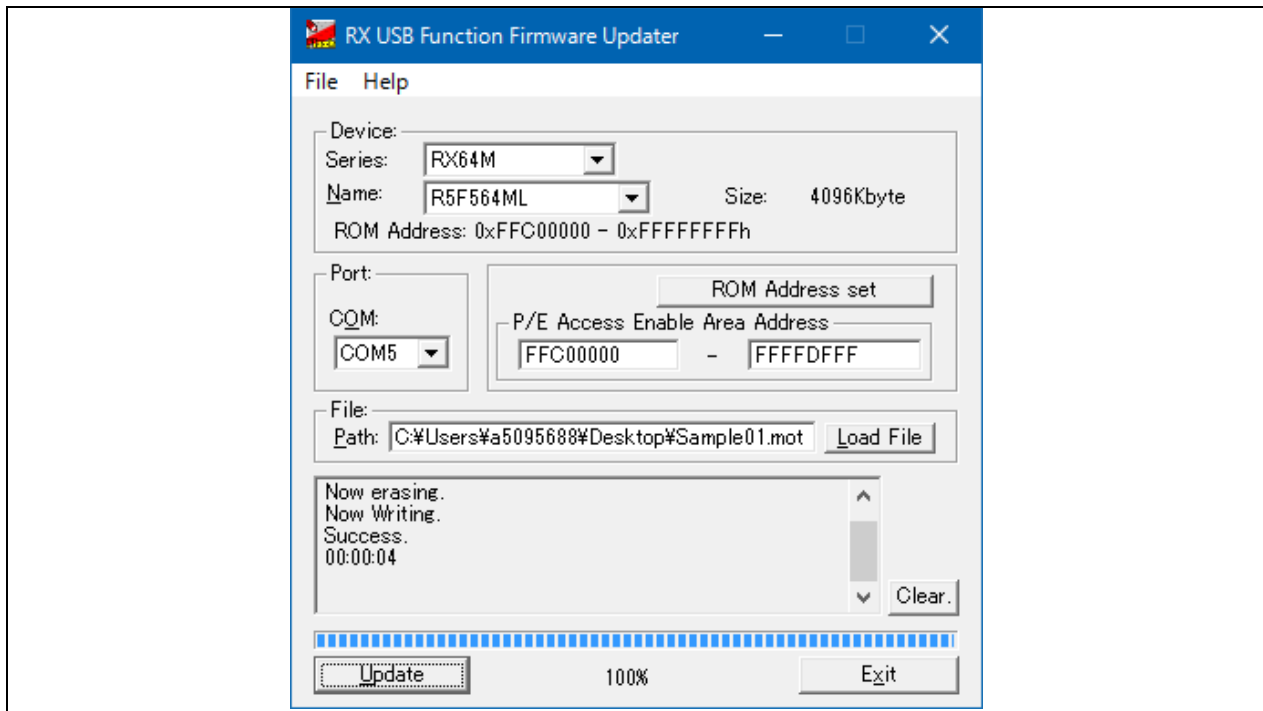 RX USB Function Firmware Updater
File Help
Device:
Series: RX64M
Name: R5F564ML Size: 4096Kbyte
ROM Address: 0xFFC00000 - 0xFFFFFFFFh
Port:
COM:
COM5
ROM Address set
P/E Access Enable Area Address
FFC00000 - FFFFDFFF
File:
Path: C:¥Users¥a5095688¥Desktop¥Sample01.mot Load File
Now erasing.
Now Writing.
Success.
00:00:04
Clear.
Update 100% Exit